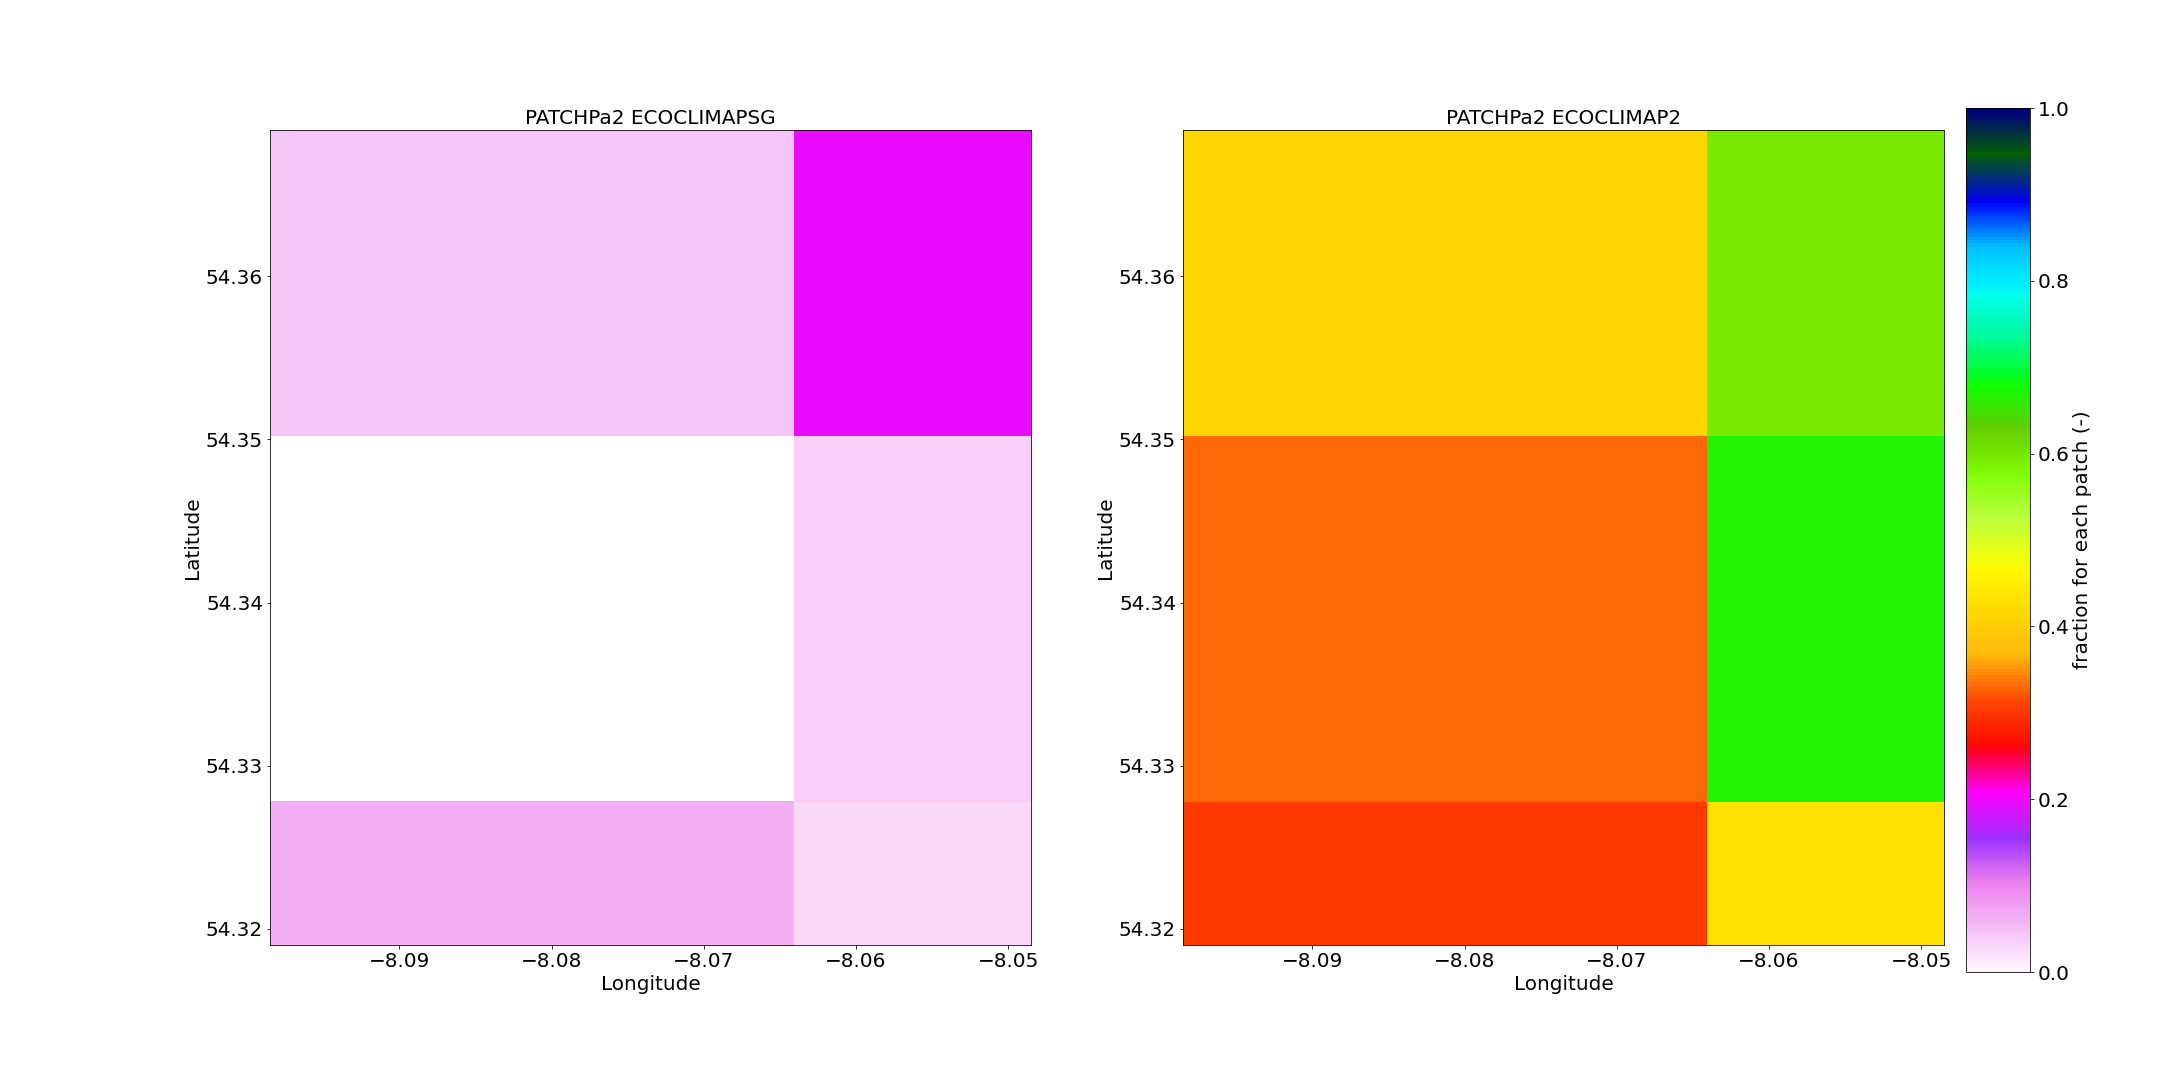 PATCHPa2 ECOCLIMAPSG
54.36
54.35
54.34
54.33
54.32
Latitude
−8.09 −8.08 −8.07 −8.06 −8.05
Longitude
PATCHPa2 ECOCLIMAP2
54.36
54.35
54.34
54.33
54.32
Latitude
−8.09 −8.08 −8.07 −8.06 −8.05
Longitude
1.0
0.8
0.6
0.4
0.2
0.0
fraction for each patch (-)